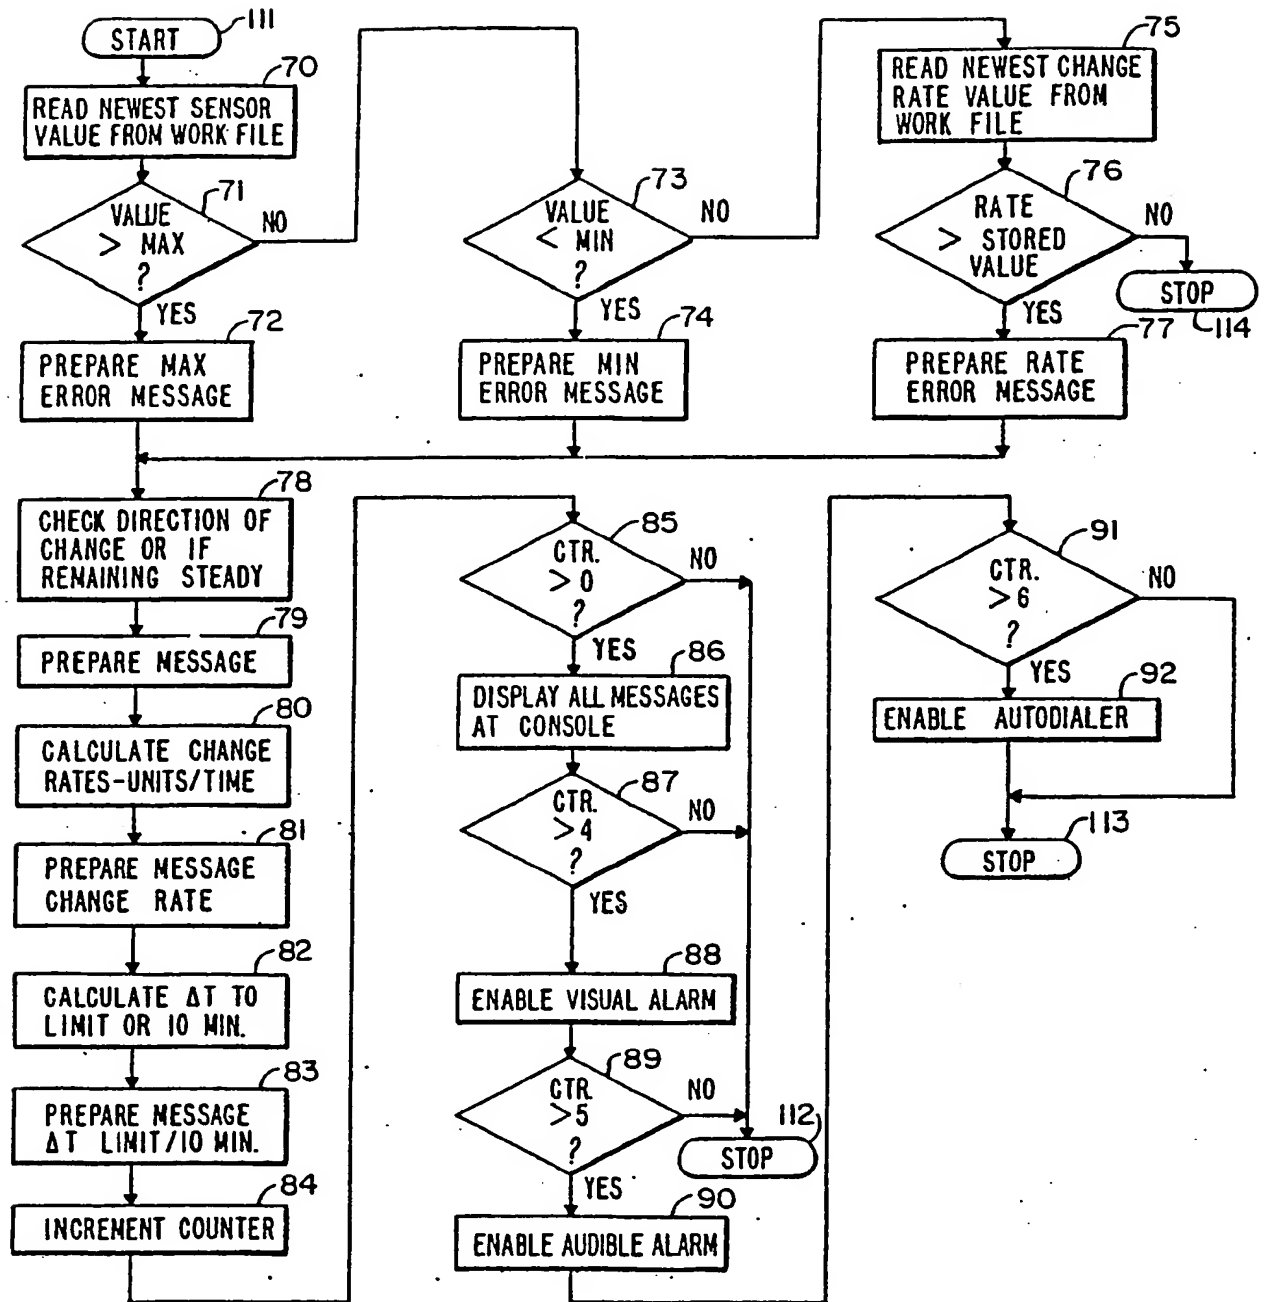 START
111
70
READ NEWEST SENSOR
VALUE FROM WORK FILE
71
VALUE
> MAX
?
NO
YES
72
PREPARE MAX
ERROR MESSAGE
73
VALUE
< MIN
?
NO
YES
74
PREPARE MIN
ERROR MESSAGE
75
READ NEWEST CHANGE
RATE VALUE FROM
WORK FILE
76
RATE
> STORED
VALUE
NO
STOP
114
YES
77
PREPARE RATE
ERROR MESSAGE
78
CHECK DIRECTION OF
CHANGE OR IF
REMAINING STEADY
79
PREPARE MESSAGE
80
CALCULATE CHANGE
RATES-UNITS/TIME
81
PREPARE MESSAGE
CHANGE RATE
82
CALCULATE ΔT TO
LIMIT OR 10 MIN.
83
PREPARE MESSAGE
ΔT LIMIT/10 MIN.
84
INCREMENT COUNTER
85
CTR.
>0
?
NO
YES
86
DISPLAY ALL MESSAGES
AT CONSOLE
87
CTR.
>4
?
NO
YES
88
ENABLE VISUAL ALARM
89
CTR.
>5
?
NO
112
STOP
YES
90
ENABLE AUDIBLE ALARM
91
CTR.
>6
?
NO
YES
92
ENABLE AUTODIALER
113
STOP